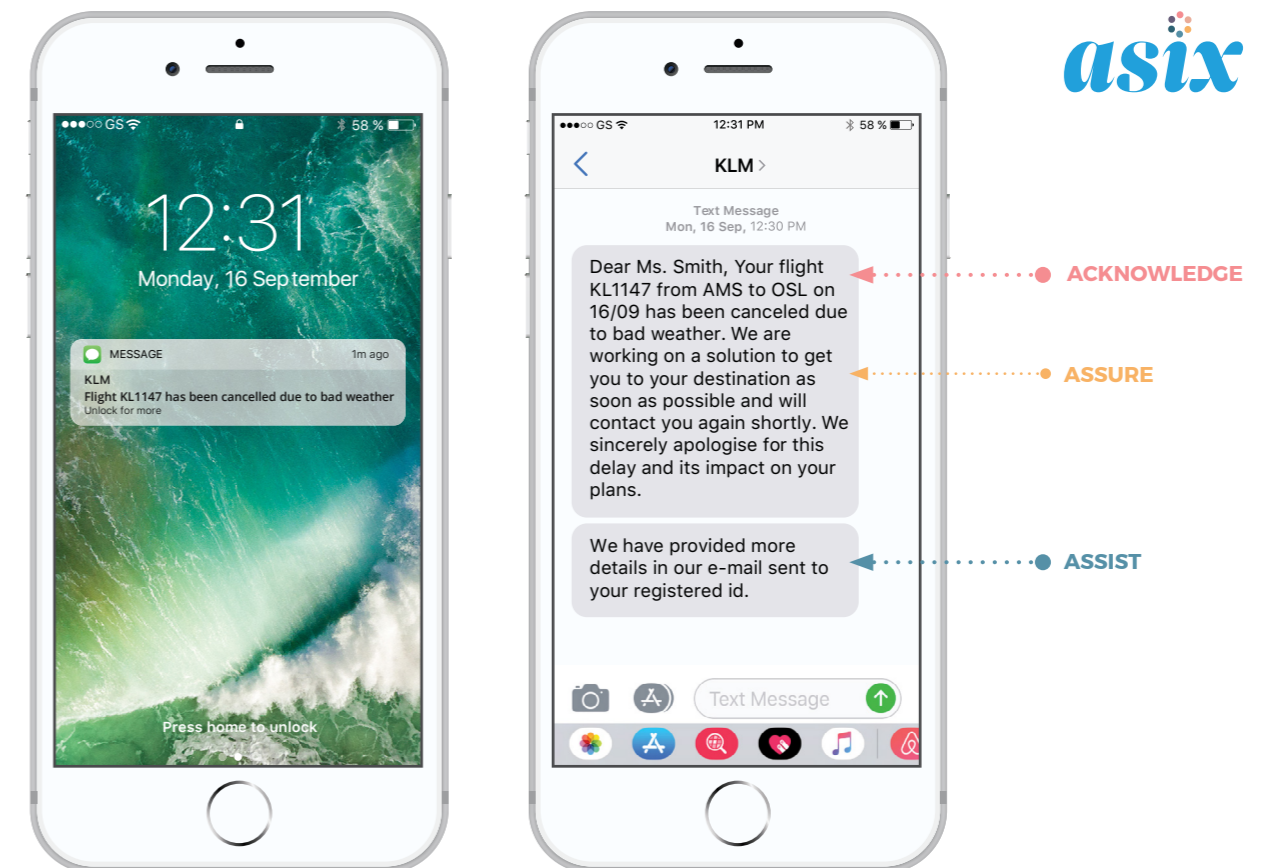 GS 58 %
12:31
Monday, 16 September
MESSAGE 1m ago
KLM
Flight KL1147 has been cancelled due to bad weather
Unlock for more
Press home to unlock
GS 12:31 PM 58 %
KLM
Text Message
Mon, 16 Sep, 12:30 PM
Dear Ms. Smith, Your flight
KL1147 from AMS to OSL on
16/09 has been canceled due
to bad weather. We are
working on a solution to get
you to your destination as
soon as possible and will
contact you again shortly. We
sincerely apologise for this
delay and its impact on your
plans.
We have provided more
details in our e-mail sent to
your registered id.
Text Message
asix
ACKNOWLEDGE
ASSURE
ASSIST